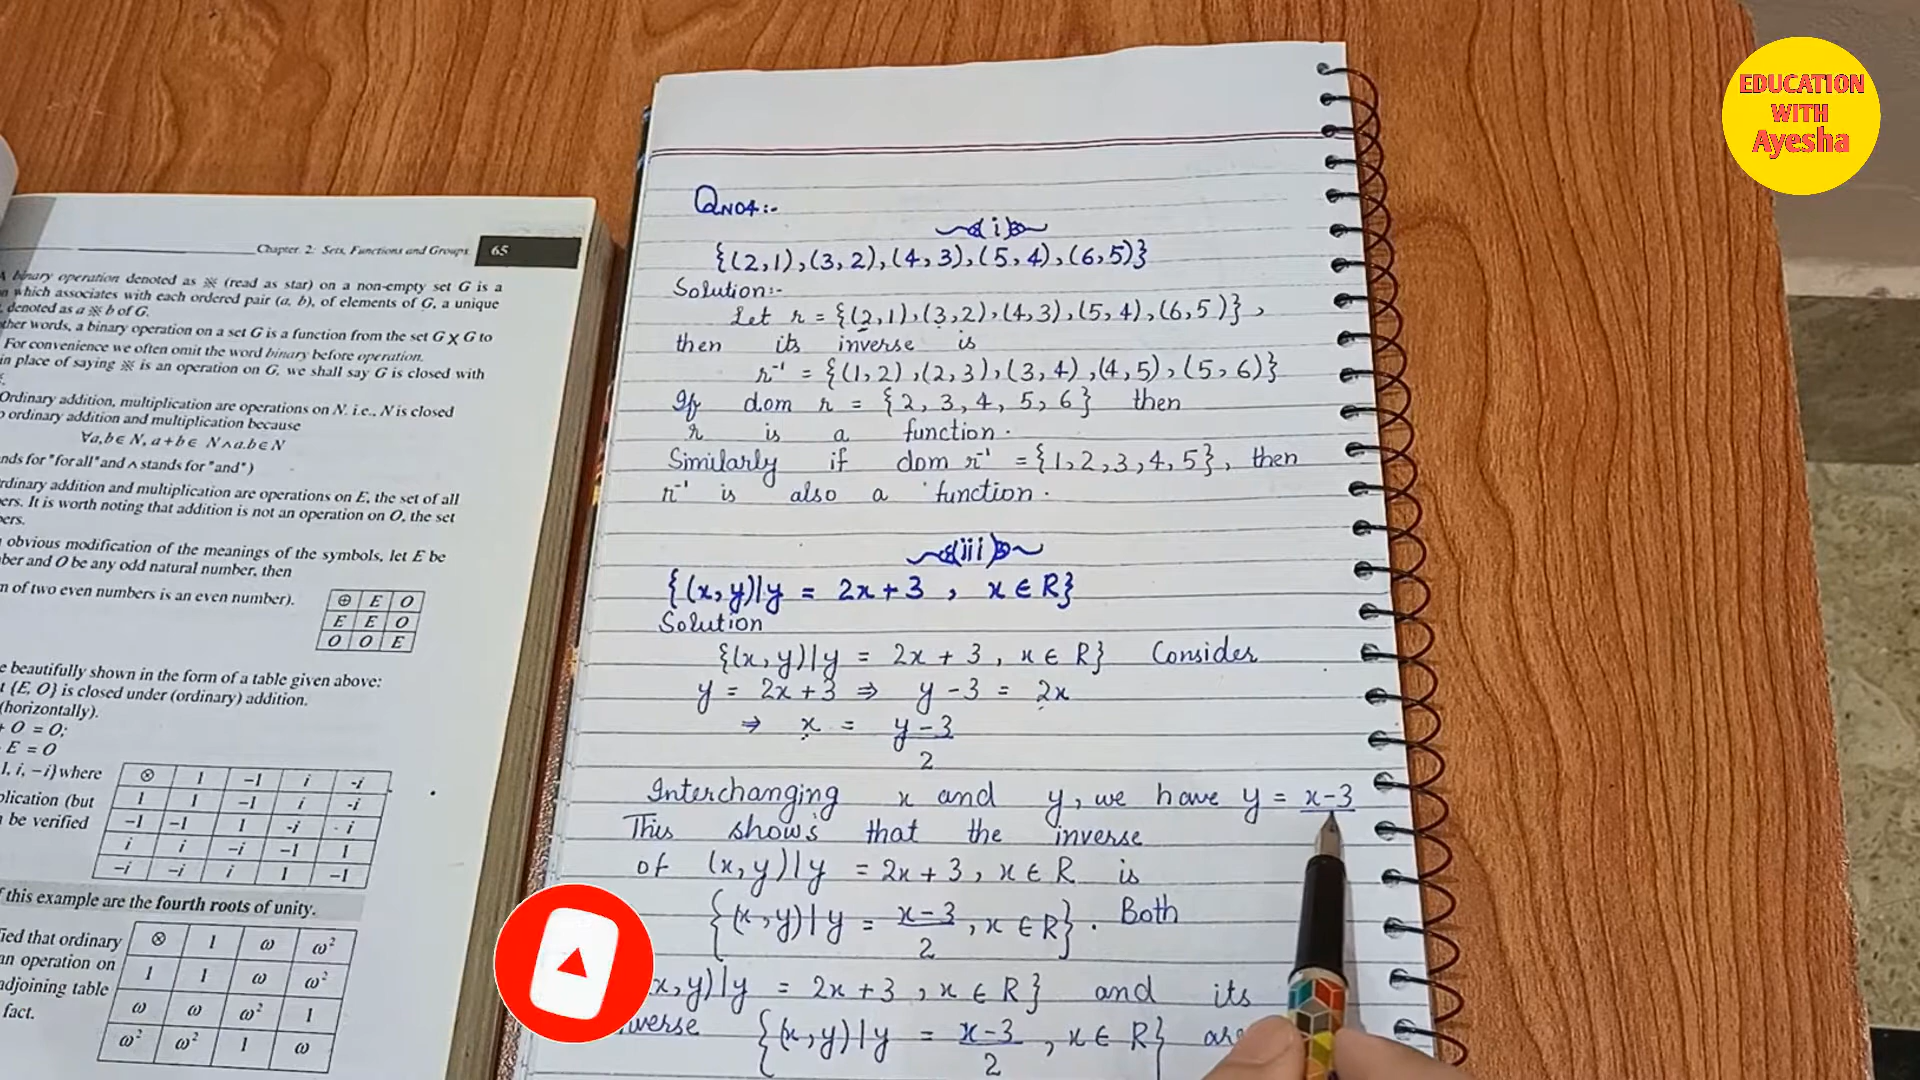 Chapter 2: Sets, Functions and Groups 65
A binary operation denoted as ※ (read as star) on a non-empty set G is a
which associates with each ordered pair (a, b), of elements of G, a unique
denoted as a ※ b of G.
other words, a binary operation on a set G is a function from the set G X G to
For convenience we often omit the word binary before operation.
in place of saying ※ is an operation on G, we shall say G is closed with
Ordinary addition, multiplication are operations on N. i.e., N is closed
o ordinary addition and multiplication because
∀a,b∈ N, a+b∈ N∧a.b∈N
nds for "for all" and ∧ stands for "and")
rdinary addition and multiplication are operations on E, the set of all
ers. It is worth noting that addition is not an operation on O, the set
bers.
obvious modification of the meanings of the symbols, let E be
ber and O be any odd natural number, then
m of two even numbers is an even number).
⊕ E O
E E O
O O E
e beautifully shown in the form of a table given above:
t {E, O} is closed under (ordinary) addition.
(horizontally).
+ O = O;
E = O
1, i, −i} where
plication (but
be verified
⊗ 1 −1 i -i
1 1 −1 i -i
−1 −1 1 -i i
i i −i −1 1
−i −i i 1 −1
f this example are the fourth roots of unity.
fied that ordinary
an operation on
adjoining table
fact.
⊗ 1 ω ω²
1 1 ω ω²
ω ω ω² 1
ω² ω² 1 ω
QNO4:-
(i)
{(2,1),(3,2),(4,3),(5,4),(6,5)}
Solution:-
Let r = {(2,1),(3,2),(4,3),(5,4),(6,5)},
then its inverse is
r⁻¹ = {(1,2),(2,3),(3,4),(4,5),(5,6)}
If dom r = {2,3,4,5,6} then
r is a function.
Similarly if dom r⁻¹ = {1,2,3,4,5}, then
r⁻¹ is also a function.
(iii)
{(x,y)|y = 2x+3, x ∈ R}
Solution
{(x,y)|y = 2x+3, x ∈ R} Consider
y = 2x+3 ⇒ y-3 = 2x
⇒ x = y-3
2
Interchanging x and y, we have y = x-3
This shows that the inverse
of (x,y)|y = 2x+3, x ∈ R is
{(x,y)|y = x-3/2, x ∈ R}. Both
x,y)|y = 2x+3, x ∈ R} and its
verse {(x,y)|y = x-3/2, x ∈ R} are
EDUCATION
WITH
Ayesha